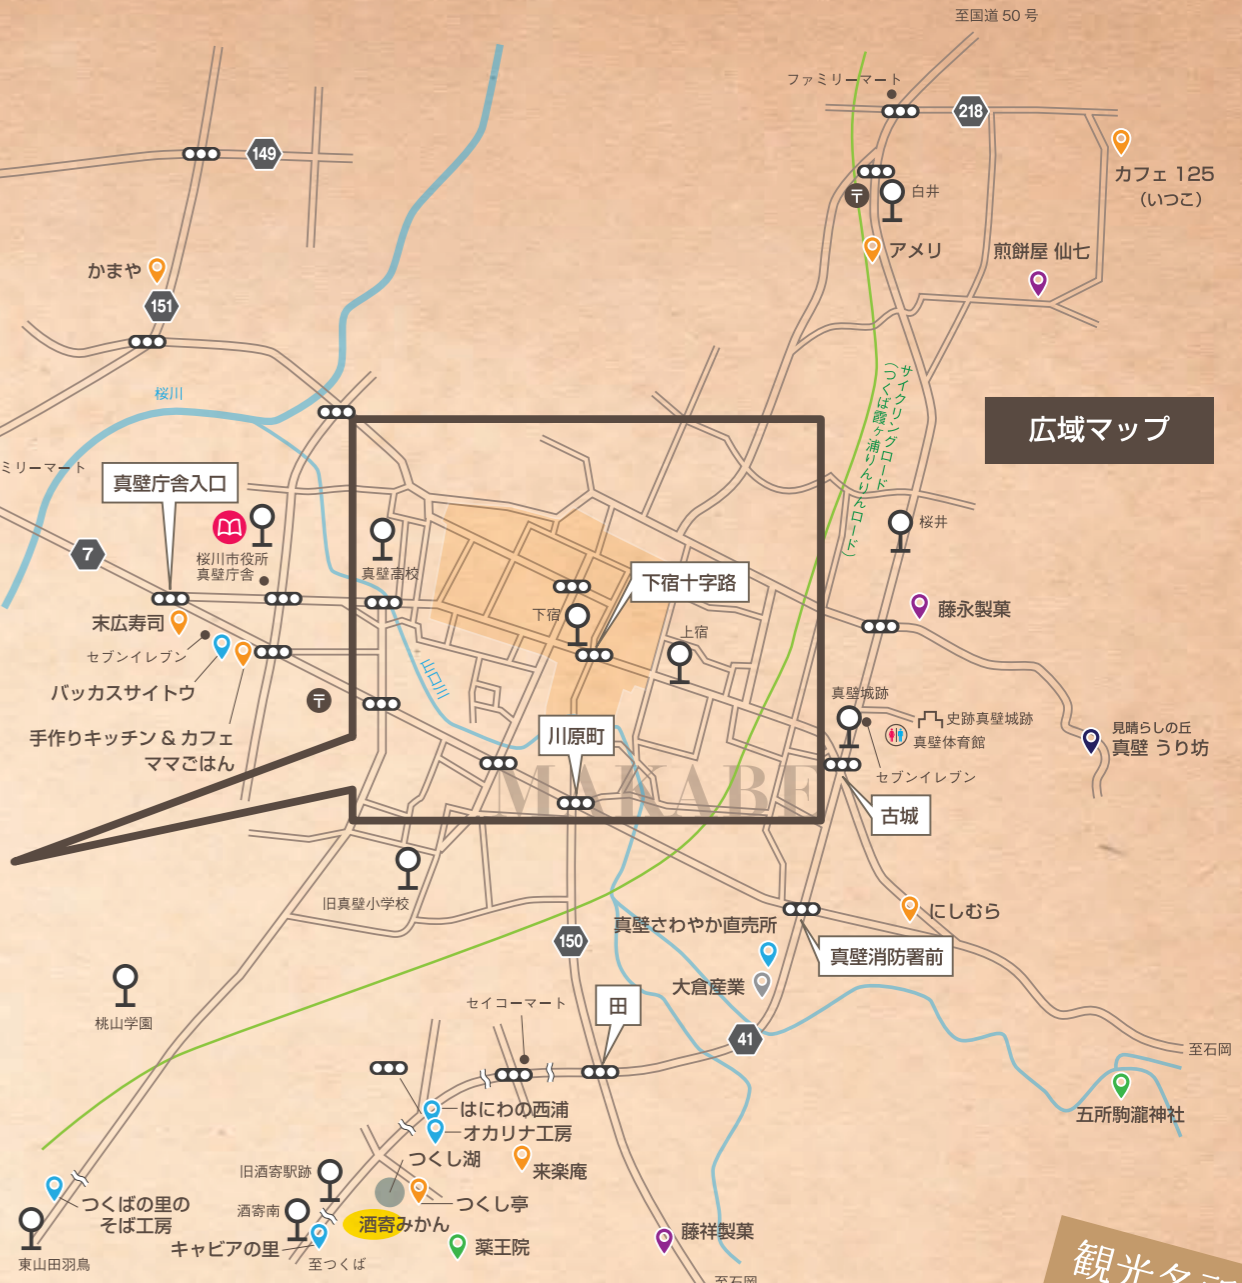 至国道 50 号
ファミリーマート
218
149
カフェ 125
（いつこ）
〒
白井
アメリ
煎餅屋 仙七
かまや
151
桜川
サイクリングロード
（つくば霞ヶ浦りんりんロード）
広域マップ
ミリーマート
真壁庁舎入口
7
桜川市役所
真壁庁舎
真壁高校
桜井
下宿十字路
下宿
上宿
藤永製菓
末広寿司
セブンイレブン
バッカスサイトウ
山口川
〒
手作りキッチン & カフェ
ママごはん
川原町
真壁城跡
史跡真壁城跡
真壁体育館
セブンイレブン
見晴らしの丘
真壁 うり坊
MAKABE
古城
旧真壁小学校
にしむら
真壁さわやか直売所
150
真壁消防署前
大倉産業
桃山学園
セイコーマート
田
41
至石岡
五所駒瀧神社
はにわの西浦
オカリナ工房
つくし湖
来楽庵
旧酒寄駅跡
つくし亭
つくばの里の
そば工房
酒寄南
酒寄みかん
キャビアの里
薬王院
藤祥製菓
東山田羽鳥
至つくば
至石岡
観光名所